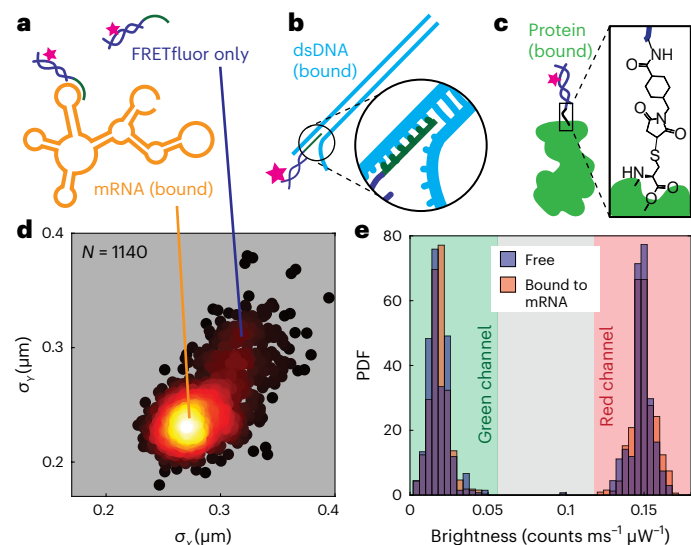 a
FRETfluor only
mRNA (bound)
b
dsDNA
(bound)
c
Protein
(bound)
NH
O
O
N
O
S
H
N
O
O
d
N = 1140
0.4
0.3
0.2
σY (μm)
0.2
0.3
0.4
σX (μm)
e
80
60
40
20
0
PDF
Free
Bound to
mRNA
Green channel
Red channel
0
0.05
0.1
0.15
Brightness (counts ms⁻¹ μW⁻¹)